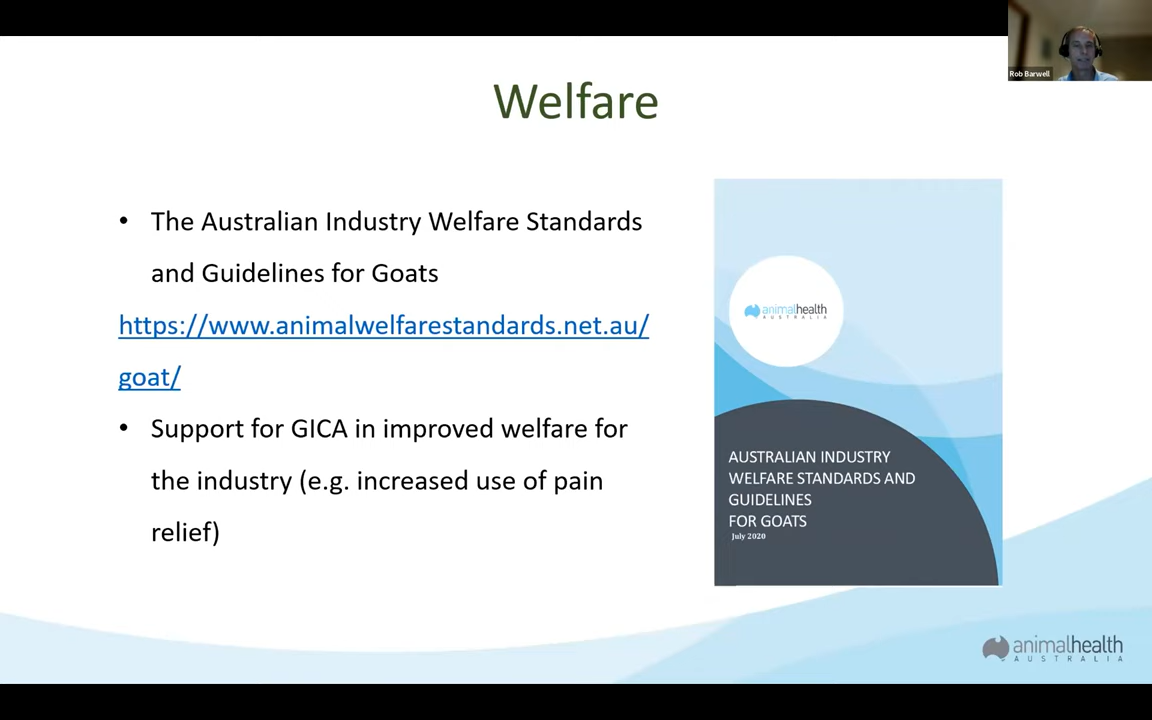 Rob Barwell
Welfare
• The Australian Industry Welfare Standards
and Guidelines for Goats
https://www.animalwelfarestandards.net.au/
goat/
• Support for GICA in improved welfare for
the industry (e.g. increased use of pain
relief)
animalhealth
AUSTRALIA
AUSTRALIAN INDUSTRY
WELFARE STANDARDS AND
GUIDELINES
FOR GOATS
July 2020
animalhealth
AUSTRALIA